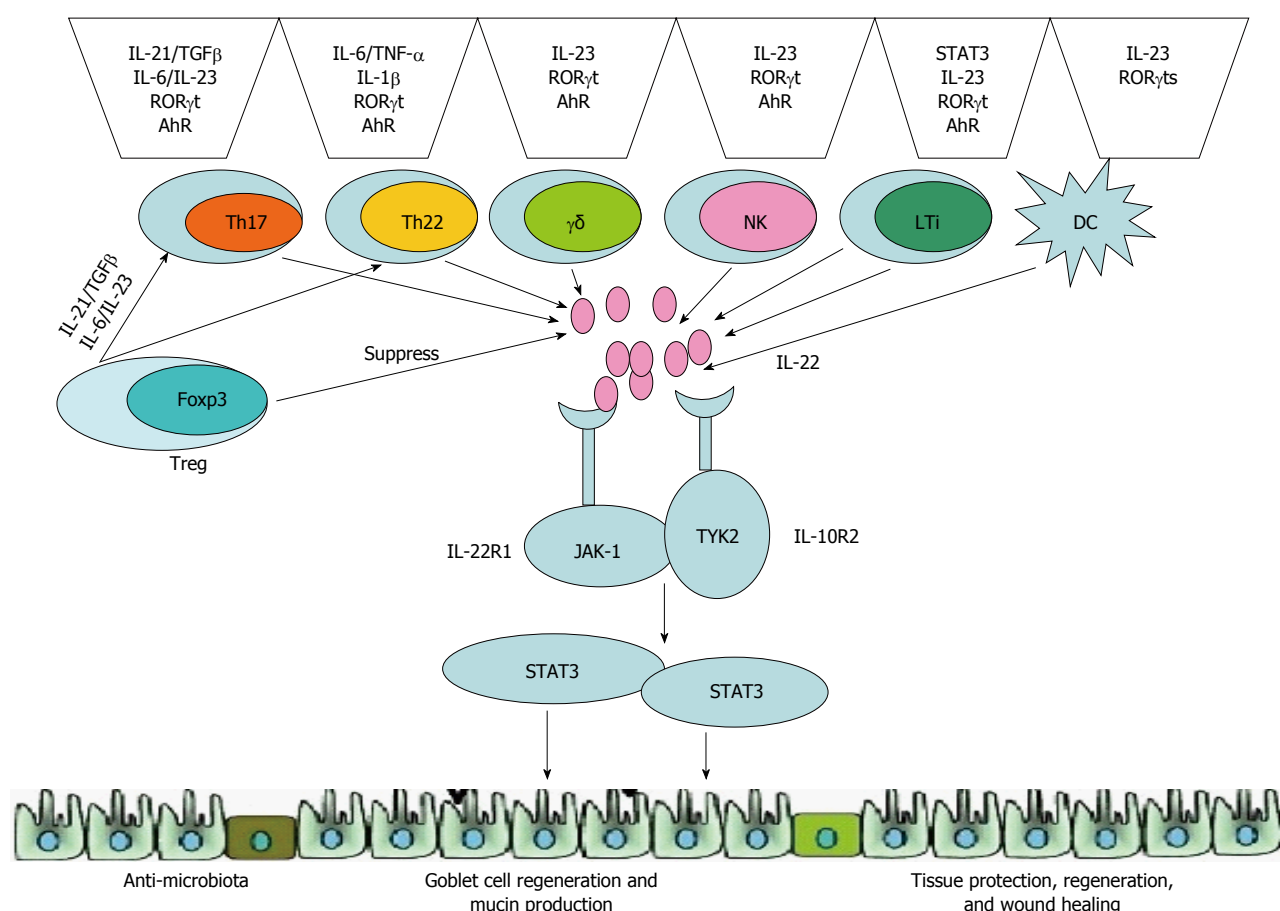 IL-21/TGFβ
IL-6/IL-23
RORγt
AhR
IL-6/TNF-α
IL-1β
RORγt
AhR
IL-23
RORγt
AhR
IL-23
RORγt
AhR
STAT3
IL-23
RORγt
AhR
IL-23
RORγts
Th17
Th22
γδ
NK
LTi
DC
IL-21/TGFβ
IL-6/IL-23
Suppress
IL-22
Foxp3
Treg
IL-22R1
JAK-1
TYK2
IL-10R2
STAT3
STAT3
Anti-microbiota
Goblet cell regeneration and
mucin production
Tissue protection, regeneration,
and wound healing